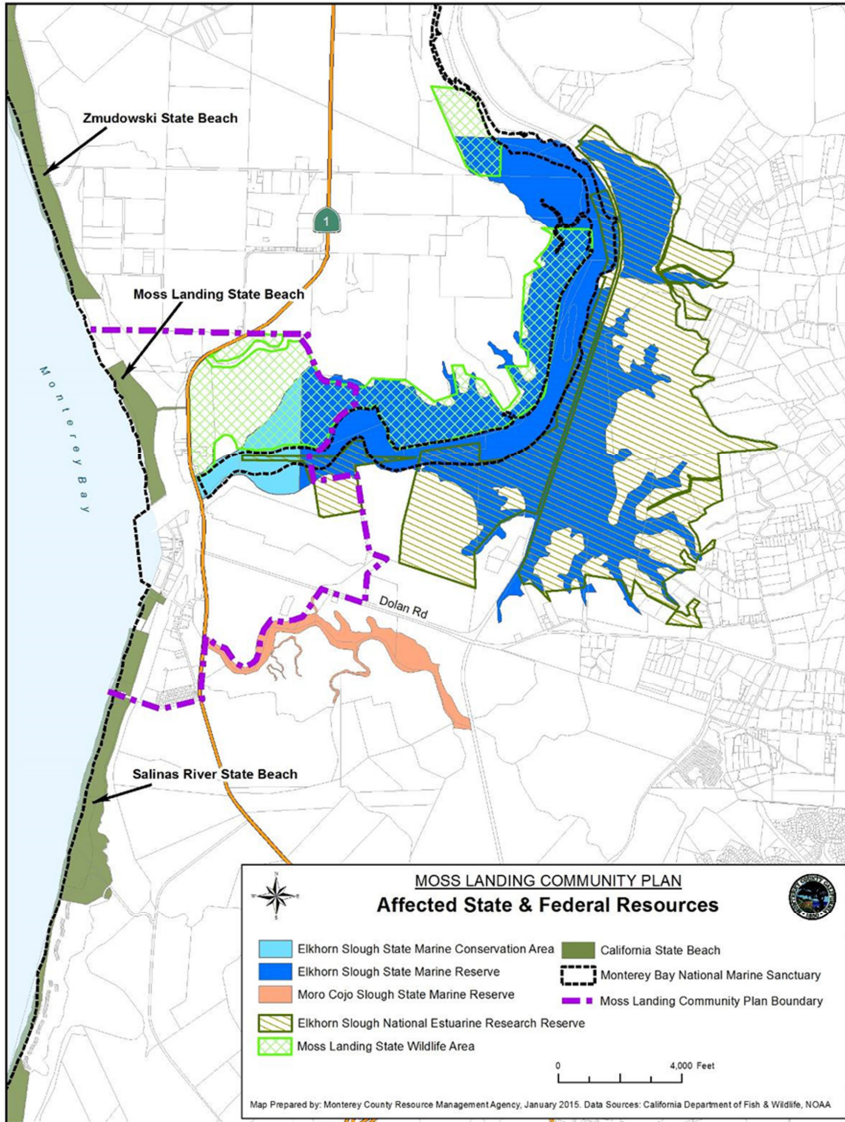 Zmudowski State Beach
1
Moss Landing State Beach
Monterey Bay
Dolan Rd
Salinas River State Beach
MOSS LANDING COMMUNITY PLAN
Affected State & Federal Resources
N
W
E
S
Elkhorn Slough State Marine Conservation Area
Elkhorn Slough State Marine Reserve
Moro Cojo Slough State Marine Reserve
Elkhorn Slough National Estuarine Research Reserve
Moss Landing State Wildlife Area
California State Beach
Monterey Bay National Marine Sanctuary
Moss Landing Community Plan Boundary
0 4,000 Feet
Map Prepared by: Monterey County Resource Management Agency, January 2015. Data Sources: California Department of Fish & Wildlife, NOAA